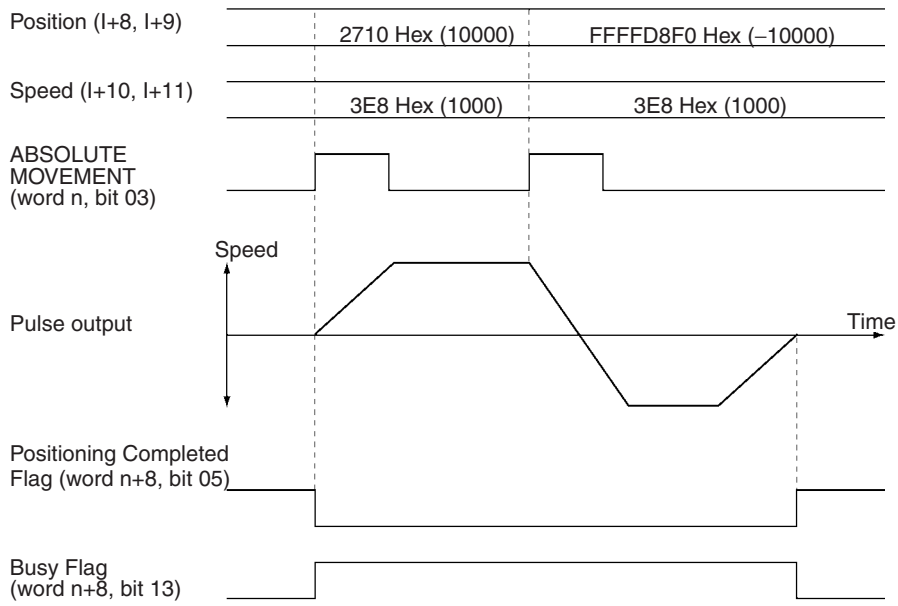 Position (I+8, I+9)
2710 Hex (10000)
FFFFD8F0 Hex (−10000)
Speed (I+10, I+11)
3E8 Hex (1000)
3E8 Hex (1000)
ABSOLUTE
MOVEMENT
(word n, bit 03)
Speed
Pulse output
Time
Positioning Completed
Flag (word n+8, bit 05)
Busy Flag
(word n+8, bit 13)